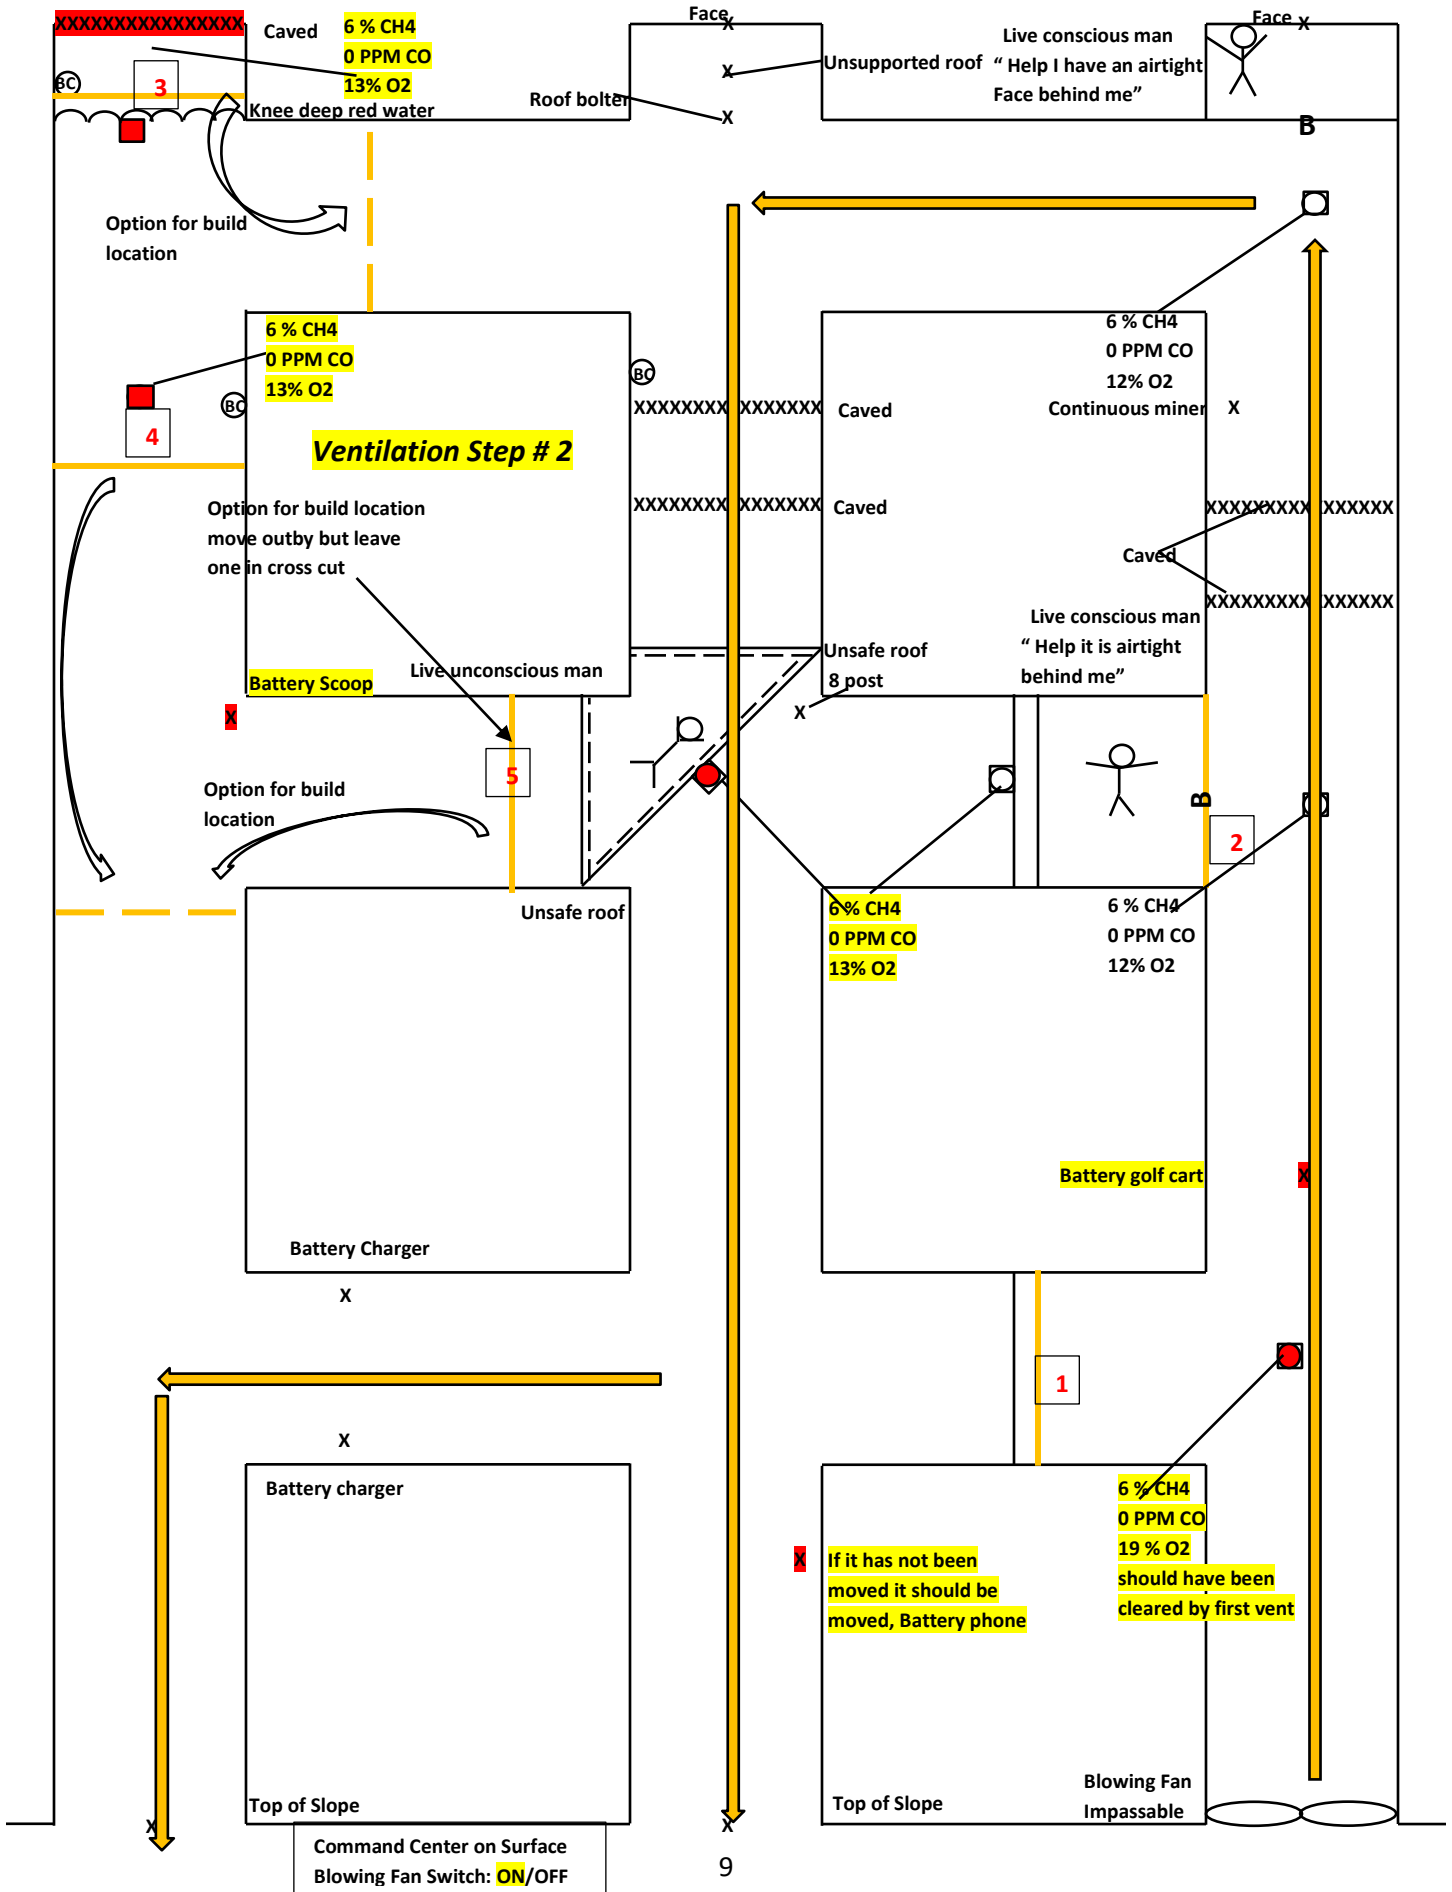 Face
Face
XXXXXXXXXXXXXXXX
Caved
6 % CH4
0 PPM CO
13% O2
X
X
Live conscious man
“ Help I have an airtight
Face behind me”
Unsupported roof
X
BC
3
Roof bolter
Knee deep red water
X
B
Option for build
location
6 % CH4
0 PPM CO
13% O2
6 % CH4
0 PPM CO
12% O2
BC
BC
XXXXXXXX XXXXXXX
Caved
Continuous miner
X
4
Ventilation Step # 2
XXXXXXXX XXXXXXX
Caved
XXXXXXXXX XXXXXX
Option for build location
move outby but leave
one in cross cut
Caved
XXXXXXXXX XXXXXX
Live conscious man
“ Help it is airtight
behind me”
Unsafe roof
8 post
Live unconscious man
Battery Scoop
X
X
5
Option for build
location
B
2
6 % CH4
0 PPM CO
13% O2
6 % CH4
0 PPM CO
12% O2
Unsafe roof
Battery golf cart
X
Battery Charger
X
1
X
Battery charger
6 % CH4
0 PPM CO
19 % O2
should have been
cleared by first vent
X
If it has not been
moved it should be
moved, Battery phone
Blowing Fan
Impassable
Top of Slope
Top of Slope
X
X
Command Center on Surface
Blowing Fan Switch: ON/OFF
9